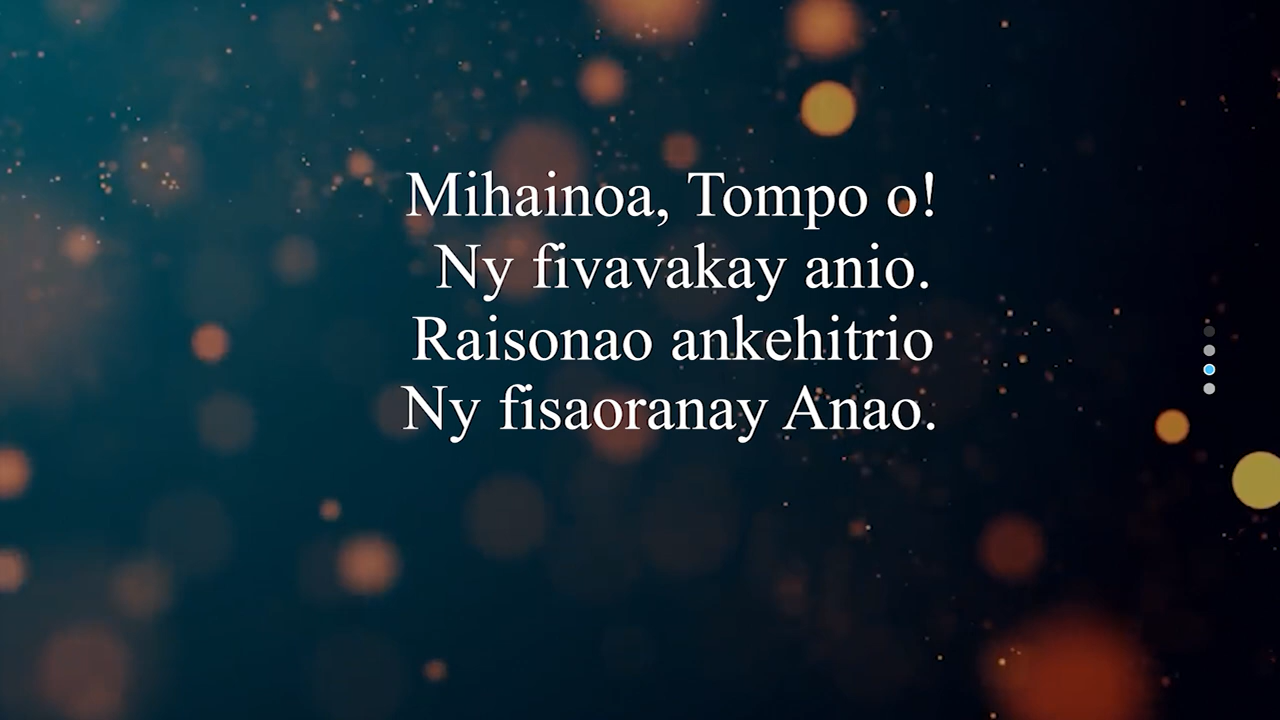 Mihainoa, Tompo o!
Ny fivavakay anio.
Raisonao ankehitrio
Ny fisaoranay Anao.